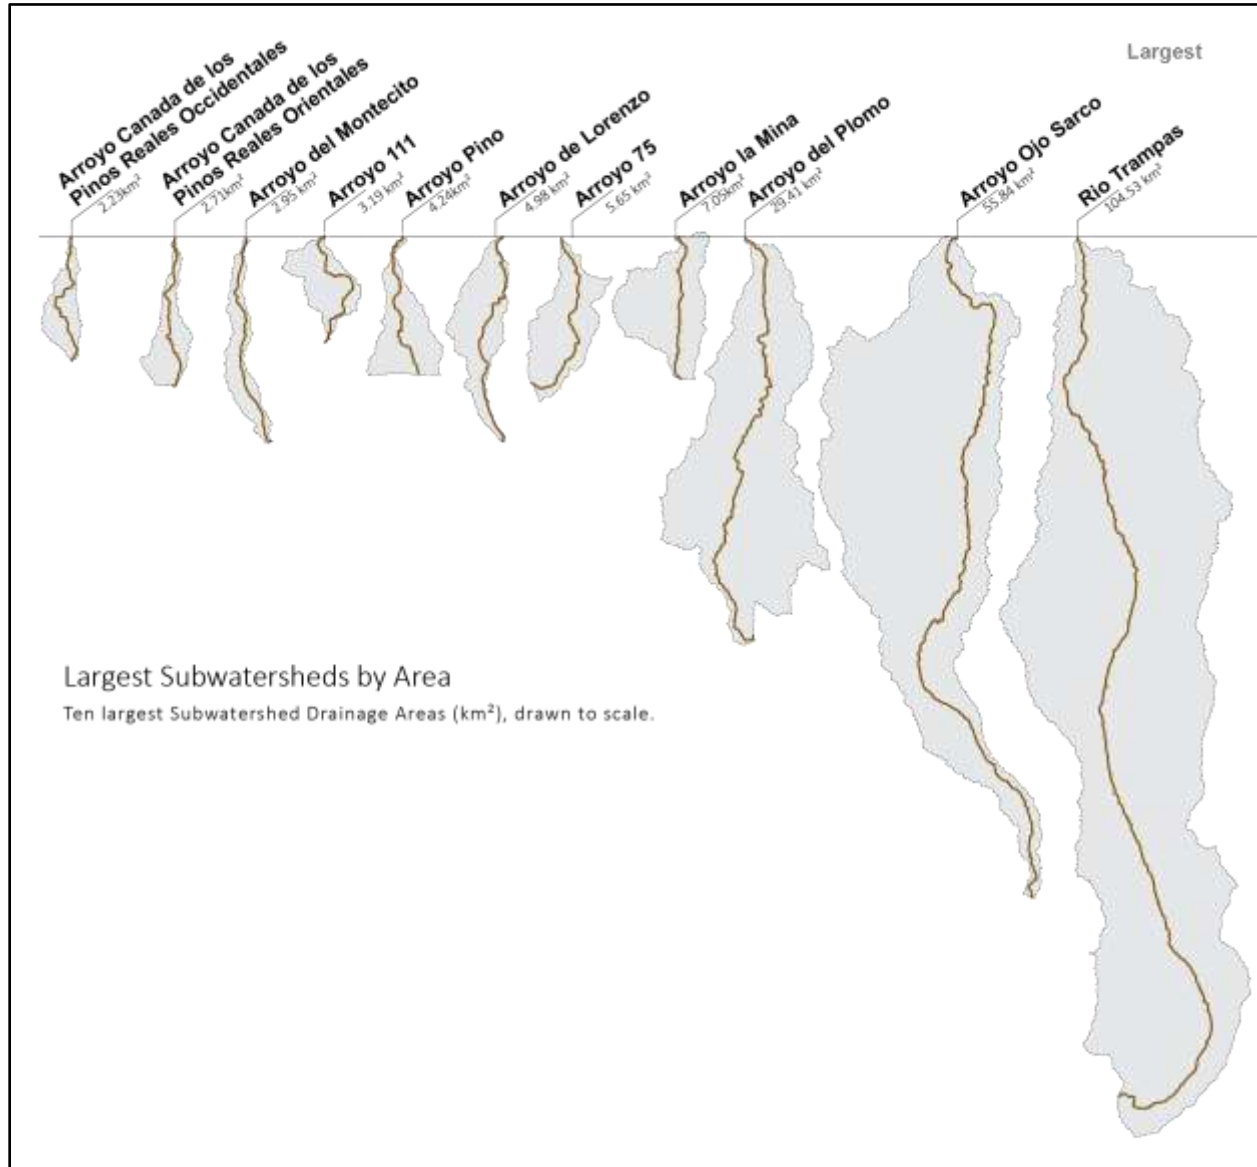 Largest
Arroyo Canada de los
Pinos Reales Occidentales
2.23km²
Arroyo Canada de los
Pinos Reales Orientales
2.71km²
Arroyo del Montecito
2.95 km²
Arroyo 111
3.19 km²
Arroyo Pino
4.24km²
Arroyo de Lorenzo
4.98 km²
Arroyo 75
5.65 km²
Arroyo la Mina
7.05km²
Arroyo del Plomo
29.41 km²
Arroyo Ojo Sarco
55.84 km²
Rio Trampas
104.53 km²
Largest Subwatersheds by Area
Ten largest Subwatershed Drainage Areas (km²), drawn to scale.